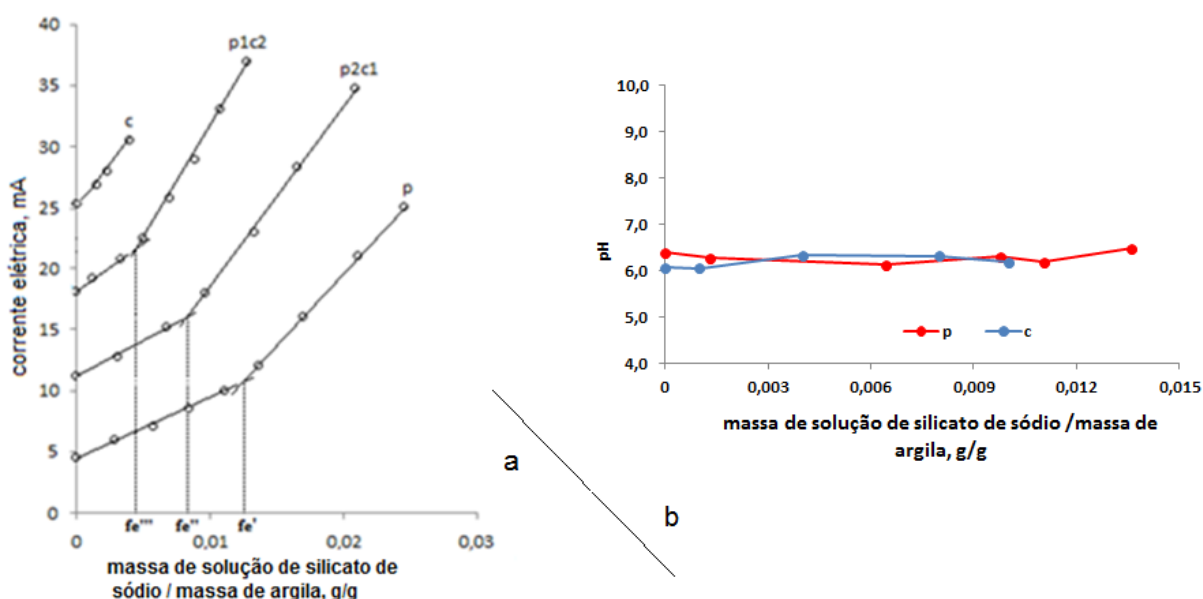 40
35
30
25
20
15
10
5
0
corrente elétrica, mA
c
p1c2
p2c1
p
fe'''
fe''
fe'
0
0,01
0,02
0,03
massa de solução de silicato de
sódio / massa de argila, g/g
a
b
10,0
9,0
8,0
7,0
6,0
5,0
4,0
pH
p
c
0
0,003
0,006
0,009
0,012
0,015
massa de solução de silicato de sódio /massa de
argila, g/g